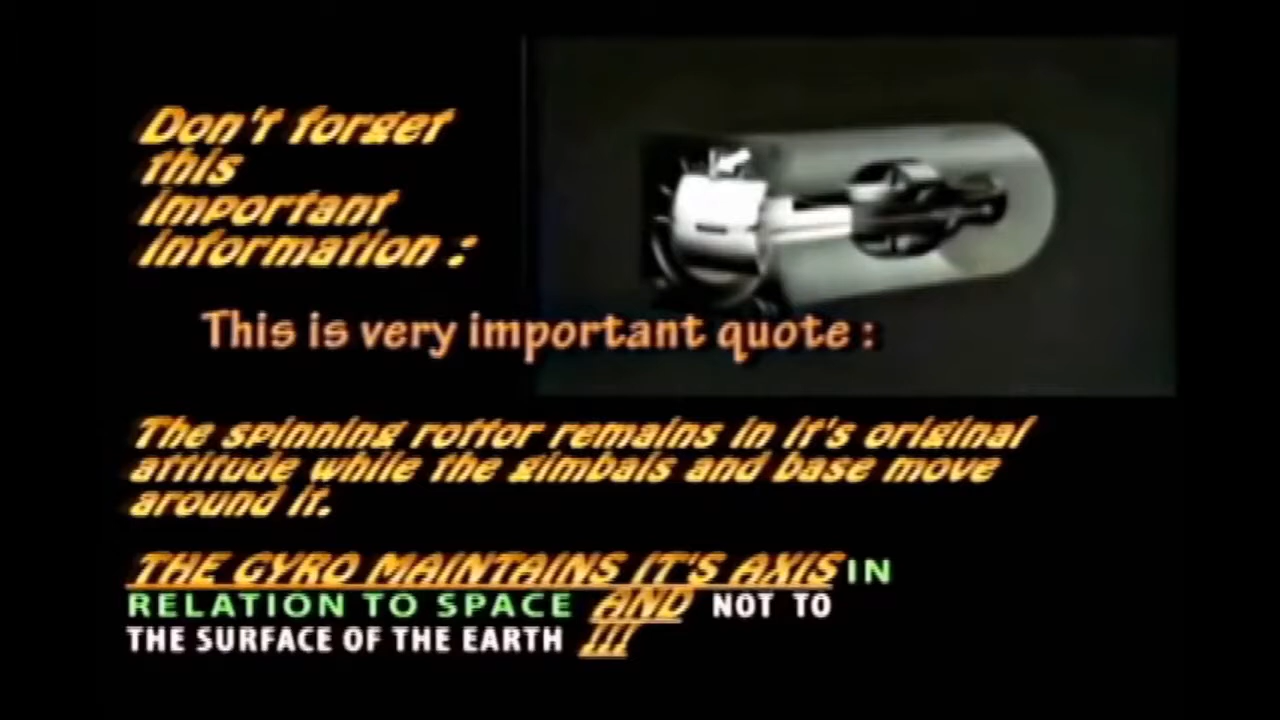 Don't forget
this
important
information :
This is very important quote :
The spinning rottor remains in it's original
attitude while the gimbals and base move
around it.
THE GYRO MAINTAINS IT'S AXIS IN
RELATION TO SPACE AND NOT TO
THE SURFACE OF THE EARTH !!!